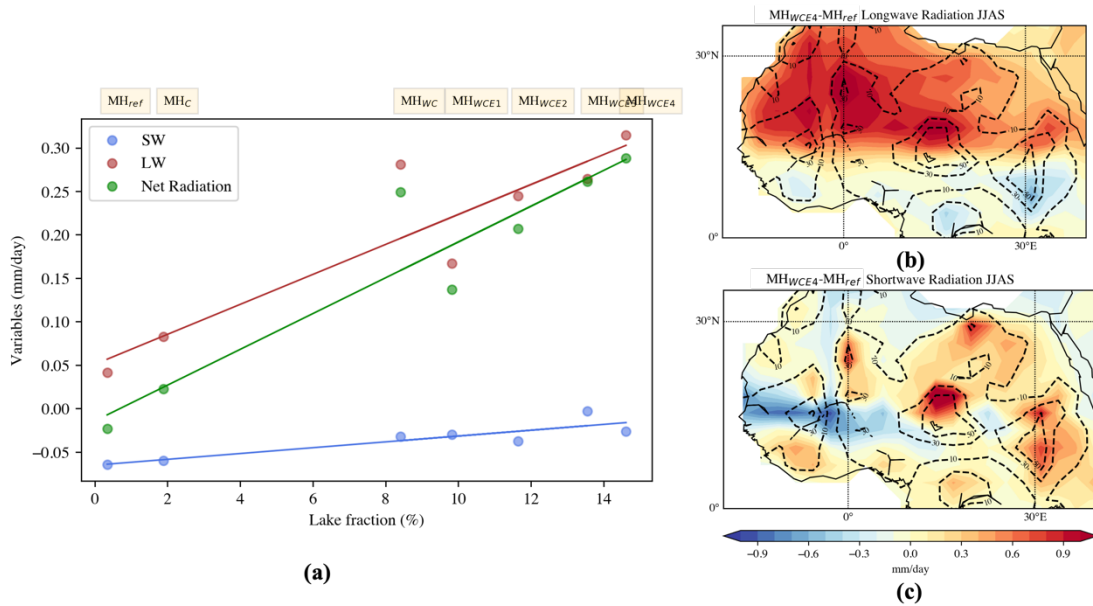 MH_ref MH_C MH_WC MH_WCE1 MH_WCE2 MH_WCE3 MH_WCE4
SW
LW
Net Radiation
Variables (mm/day)
0.30
0.25
0.20
0.15
0.10
0.05
0.00
−0.05
0 2 4 6 8 10 12 14
Lake fraction (%)
(a)
MH_WCE4-MH_ref Longwave Radiation JJAS
30°N
0°
0° 30°E
(b)
MH_WCE4-MH_ref Shortwave Radiation JJAS
30°N
0°
0° 30°E
−0.9 −0.6 −0.3 0.0 0.3 0.6 0.9
mm/day
(c)